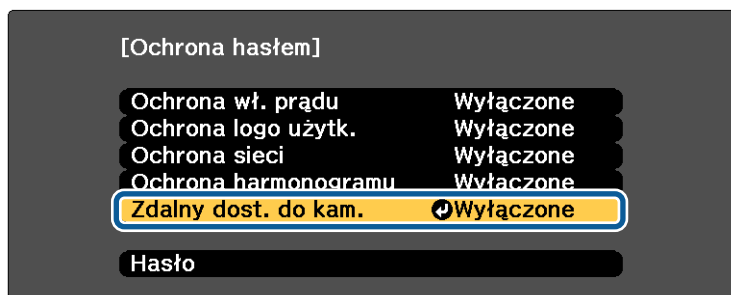 [Ochrona hasłem]
Ochrona wł. prądu Wyłączone
Ochrona logo użytk. Wyłączone
Ochrona sieci Wyłączone
Ochrona harmonogramu Wyłączone
Zdalny dost. do kam. Wyłączone
Hasło